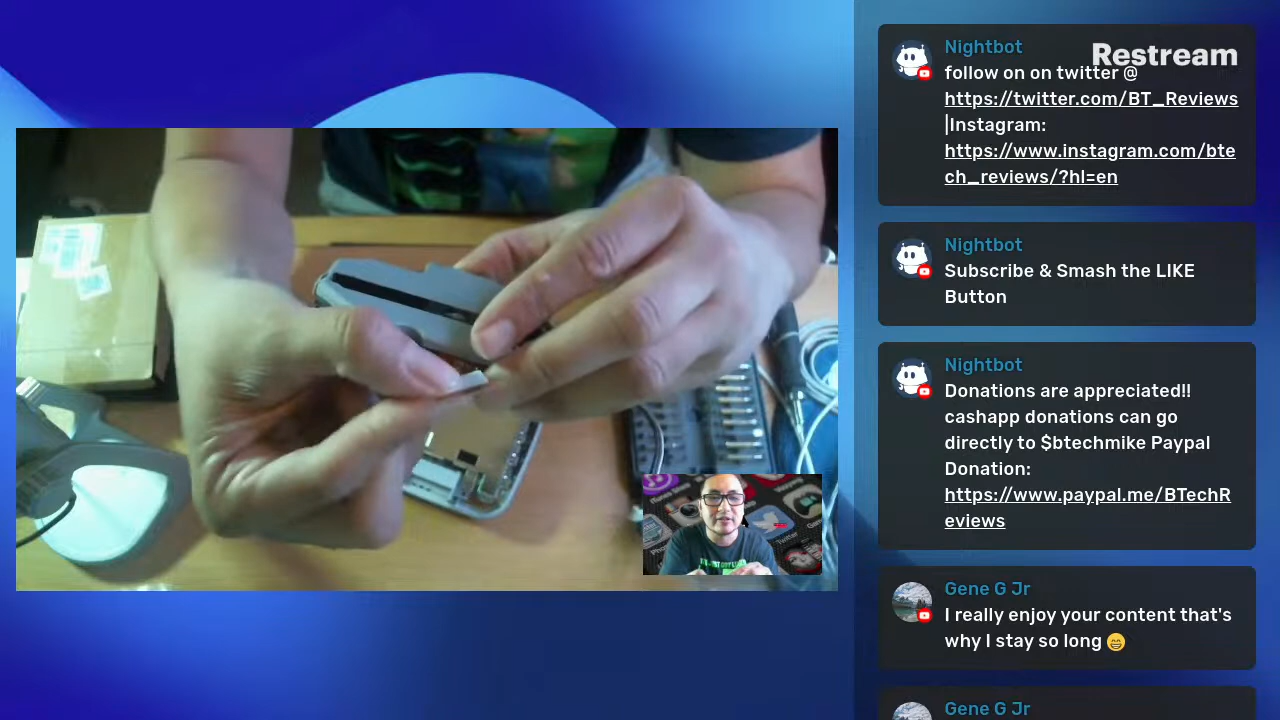 Restream
Nightbot
follow on on twitter @
https://twitter.com/BT_Reviews
|Instagram:
https://www.instagram.com/bte
ch_reviews/?hl=en
Nightbot
Subscribe & Smash the LIKE
Button
Nightbot
Donations are appreciated!!
cashapp donations can go
directly to $btechmike Paypal
Donation:
https://www.paypal.me/BTechR
eviews
Gene G Jr
I really enjoy your content that's
why I stay so long 😁
Gene G Jr
Twitter